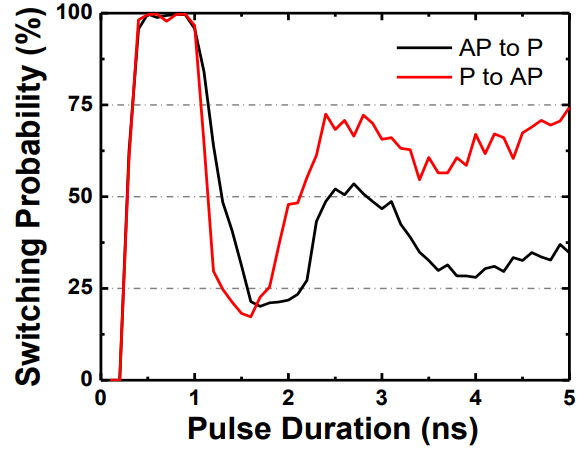 Switching Probability (%)
100
75
50
25
0
AP to P
P to AP
0 1 2 3 4 5
Pulse Duration (ns)